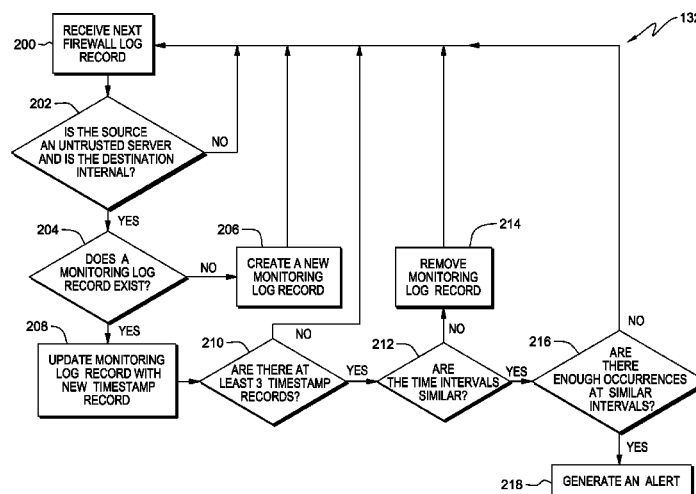 132
RECEIVE NEXT
FIREWALL LOG
RECORD
200
202
IS THE SOURCE
AN UNTRUSTED SERVER
AND IS THE DESTINATION
INTERNAL?
NO
YES
204
DOES A
MONITORING LOG
RECORD EXIST?
NO
206
CREATE A NEW
MONITORING
LOG RECORD
214
REMOVE
MONITORING
LOG RECORD
YES
208
UPDATE MONITORING
LOG RECORD WITH
NEW TIMESTAMP
RECORD
210
NO
ARE THERE AT
LEAST 3 TIMESTAMP
RECORDS?
YES
212
NO
ARE
THE TIME INTERVALS
SIMILAR?
YES
216
NO
ARE
THERE
ENOUGH OCCURRENCES
AT SIMILAR
INTERVALS?
YES
218
GENERATE AN ALERT